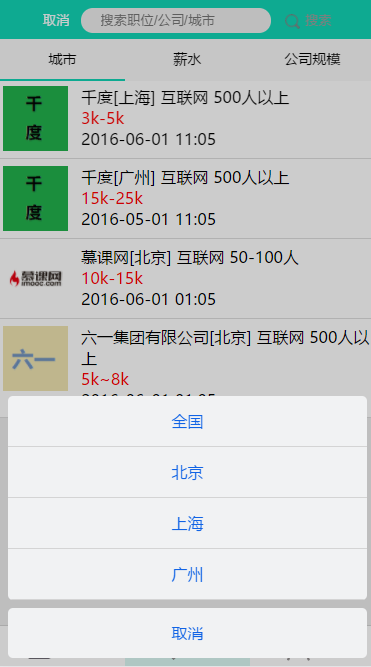 取消 搜索职位/公司/城市 搜索
城市 薪水 公司规模
千
度
千度[上海] 互联网 500人以上
3k-5k
2016-06-01 11:05
千
度
千度[广州] 互联网 500人以上
15k-25k
2016-05-01 11:05
慕课网
imooc.com
慕课网[北京] 互联网 50-100人
10k-15k
2016-06-01 01:05
六一
六一集团有限公司[北京] 互联网 500人以
上
5k~8k
全国
北京
上海
广州
取消